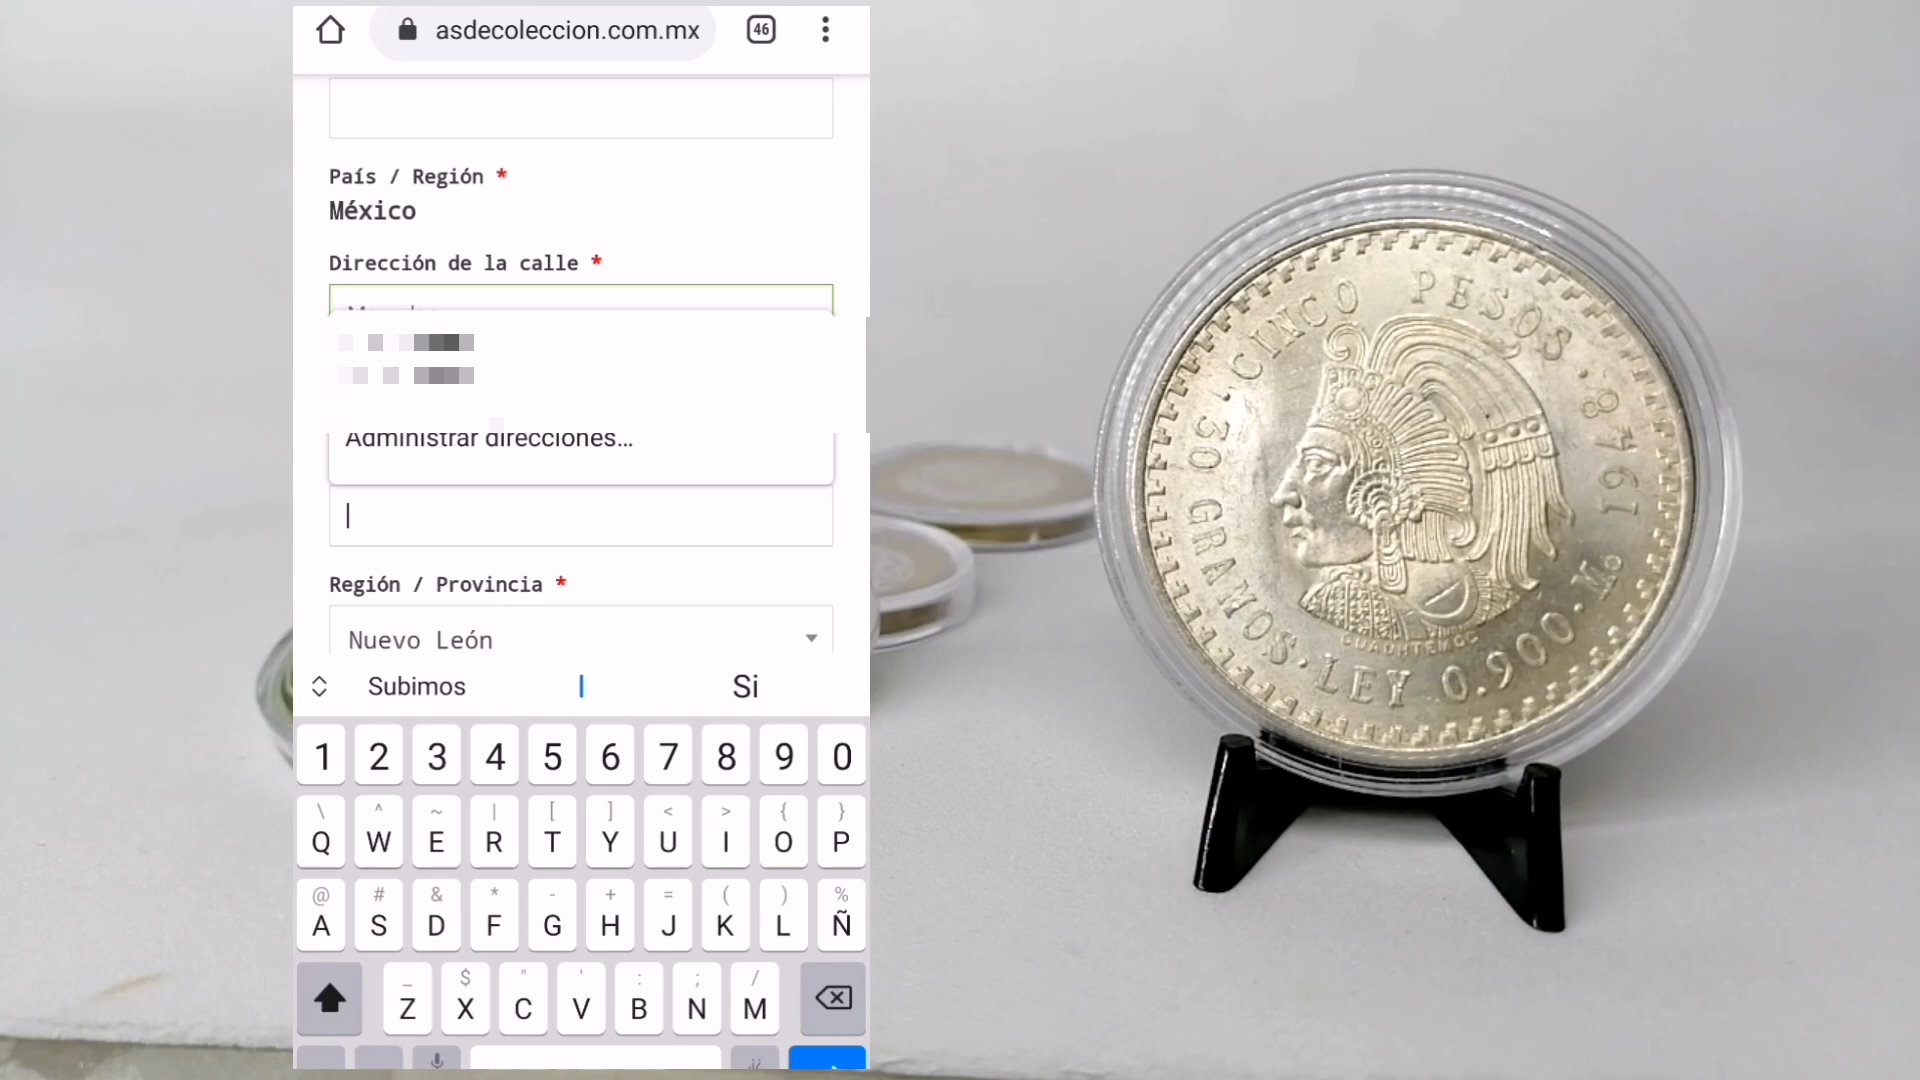 asdecoleccion.com.mx
46
País / Región *
México
Dirección de la calle *
Administrar direcciones...
Región / Provincia *
Nuevo León
Subimos
Si
1 2 3 4 5 6 7 8 9 0
\ ^ ~ | [ ] < > { }
Q W E R T Y U I O P
@ # & * - + = ( ) %
A S D F G H J K L Ñ
_ $ " ' : ; /
Z X C V B N M
CINCO PESOS · 1948 ·
30 GRAMOS · LEY 0.900 · Mo
CUAUHTEMOC